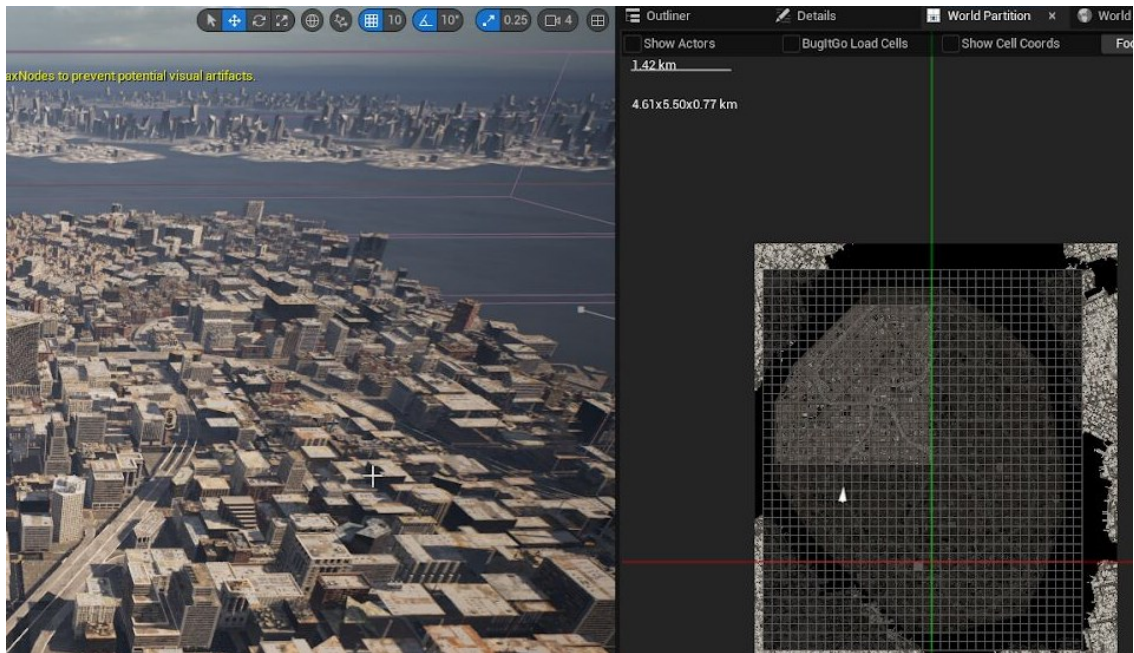 10 10° 0.25 4
Outliner Details World Partition × World
Show Actors BugItGo Load Cells Show Cell Coords
axNodes to prevent potential visual artifacts.
1.42 km
4.61x5.50x0.77 km